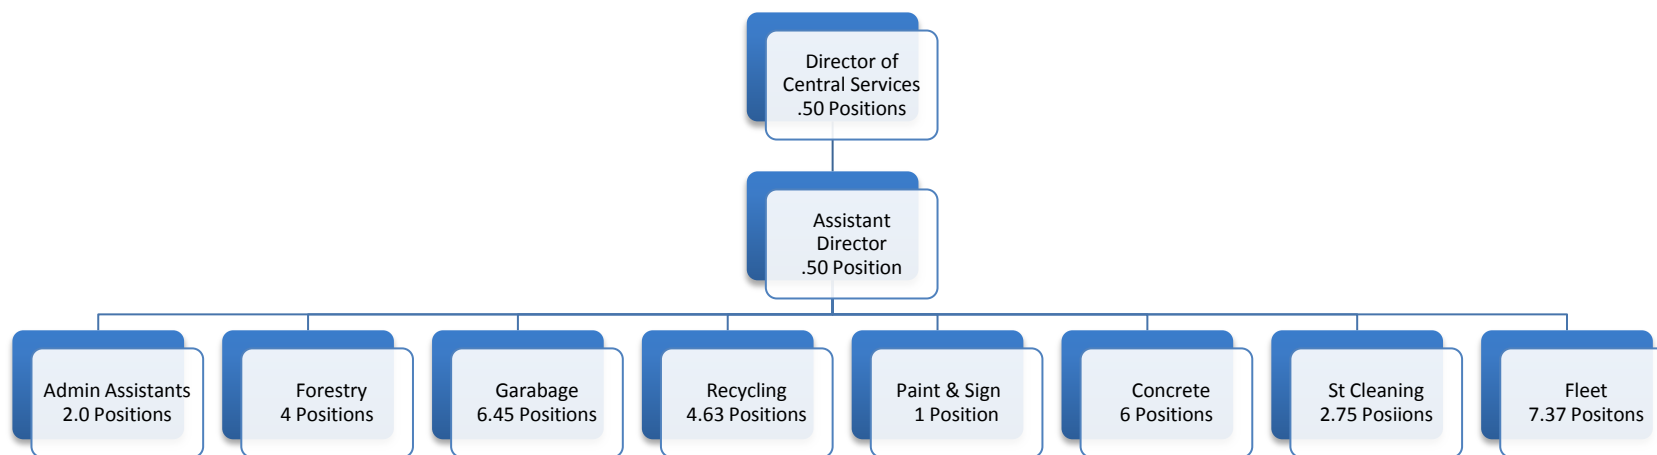 Director of
Central Services
.50 Positions
Assistant
Director
.50 Position
Admin Assistants
2.0 Positions
Forestry
4 Positions
Garabage
6.45 Positions
Recycling
4.63 Positions
Paint & Sign
1 Position
Concrete
6 Positions
St Cleaning
2.75 Posiions
Fleet
7.37 Positons